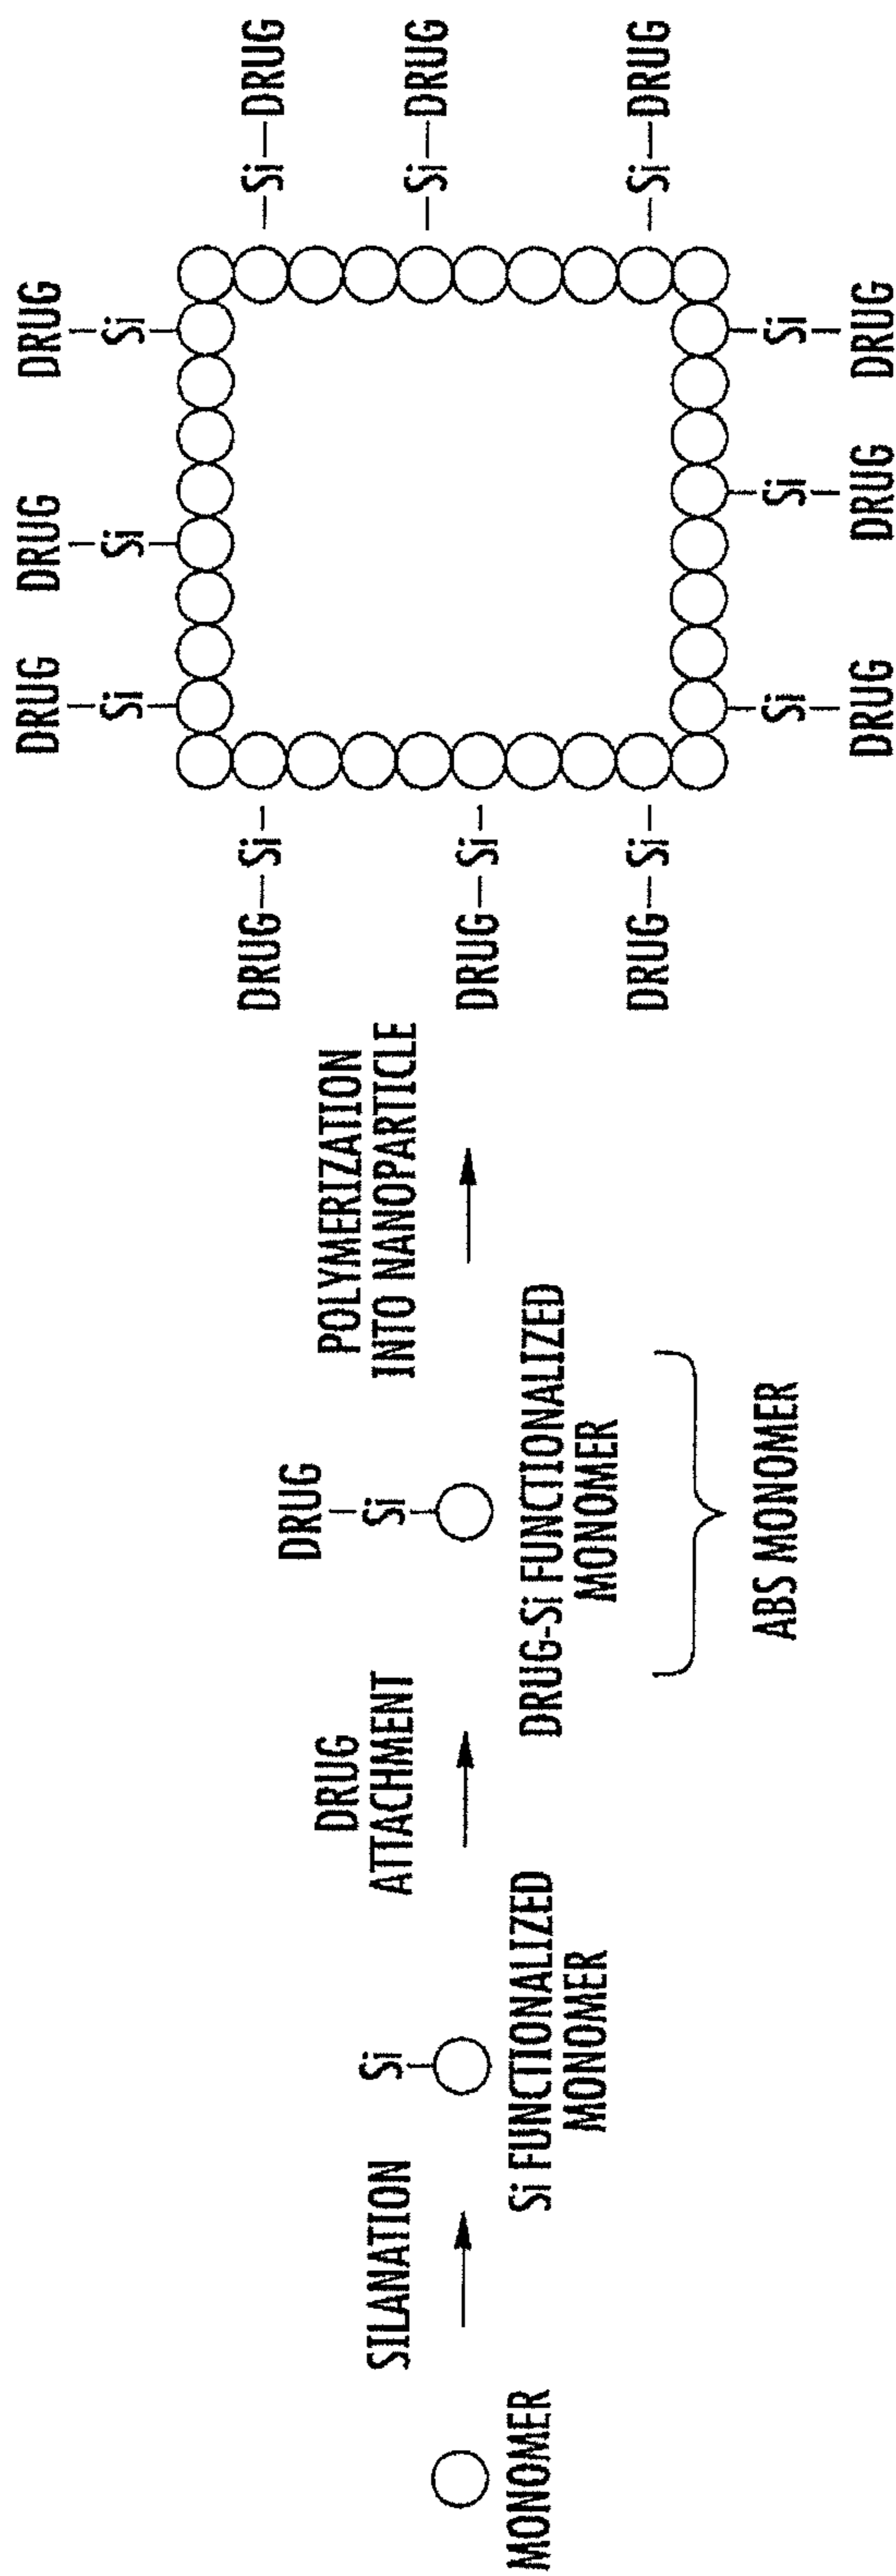 MONOMER
SILANATION
Si
Si FUNCTIONALIZED
MONOMER
DRUG
ATTACHMENT
DRUG
Si
DRUG-Si FUNCTIONALIZED
MONOMER
ABS MONOMER
POLYMERIZATION
INTO NANOPARTICLE
DRUG DRUG DRUG
Si Si Si
DRUG—Si— —Si—DRUG
DRUG—Si— —Si—DRUG
DRUG—Si— —Si—DRUG
Si Si Si
DRUG DRUG DRUG